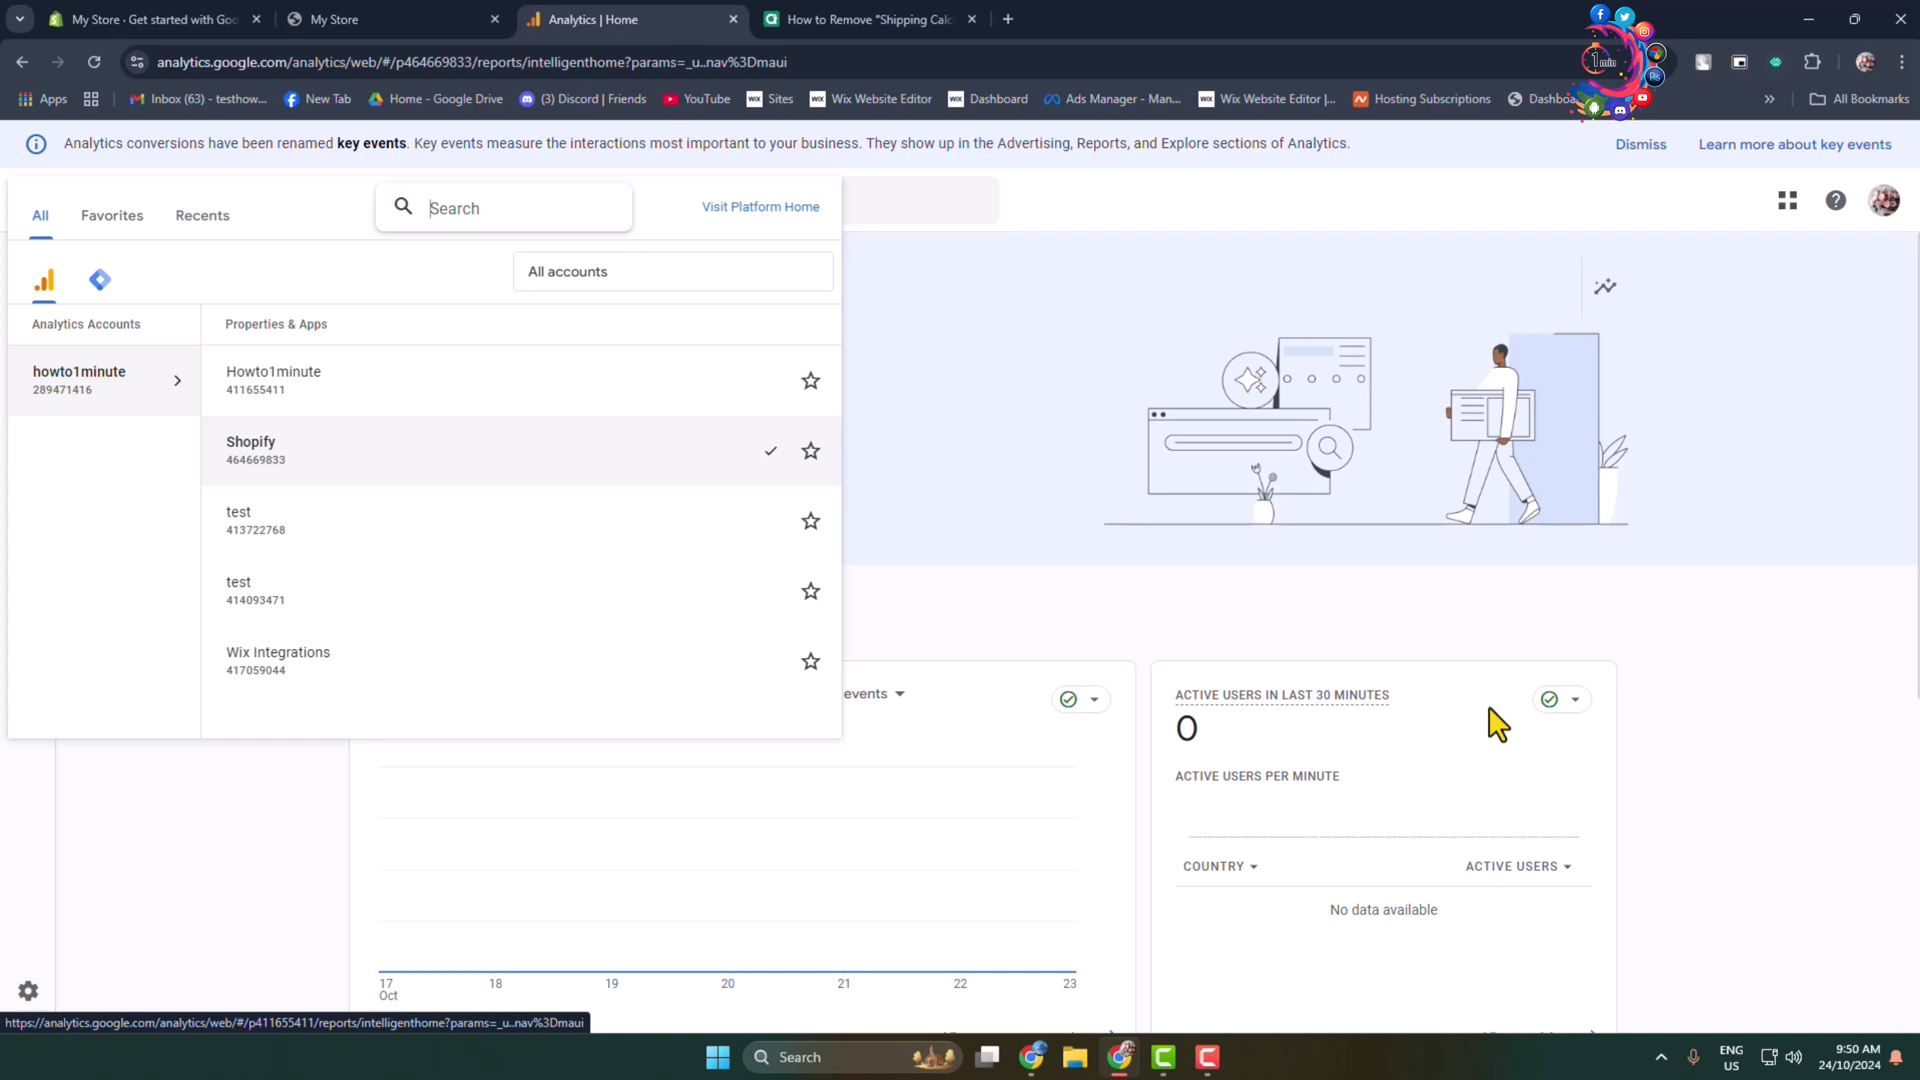 My Store · Get started with Goo
My Store
Analytics | Home
How to Remove "Shipping Calc
analytics.google.com/analytics/web/#/p464669833/reports/intelligenthome?params=_u..nav%3Dmaui
1min
Ps
Apps
Inbox (63) - testhow...
New Tab
Home - Google Drive
(3) Discord | Friends
YouTube
WIX Sites
WIX Wix Website Editor
WIX Dashboard
Ads Manager - Man...
WIX Wix Website Editor |...
Hosting Subscriptions
Dashboa
All Bookmarks
Analytics conversions have been renamed key events. Key events measure the interactions most important to your business. They show up in the Advertising, Reports, and Explore sections of Analytics.
Dismiss
Learn more about key events
All
Favorites
Recents
Search
Visit Platform Home
All accounts
Analytics Accounts
Properties & Apps
howto1minute
289471416
Howto1minute
411655411
Shopify
464669833
test
413722768
test
414093471
Wix Integrations
417059044
events
ACTIVE USERS IN LAST 30 MINUTES
0
ACTIVE USERS PER MINUTE
COUNTRY
ACTIVE USERS
No data available
17
Oct
18
19
20
21
22
23
https://analytics.google.com/analytics/web/#/p411655411/reports/intelligenthome?params=_u..nav%3Dmaui
Search
ENG
US
9:50 AM
24/10/2024